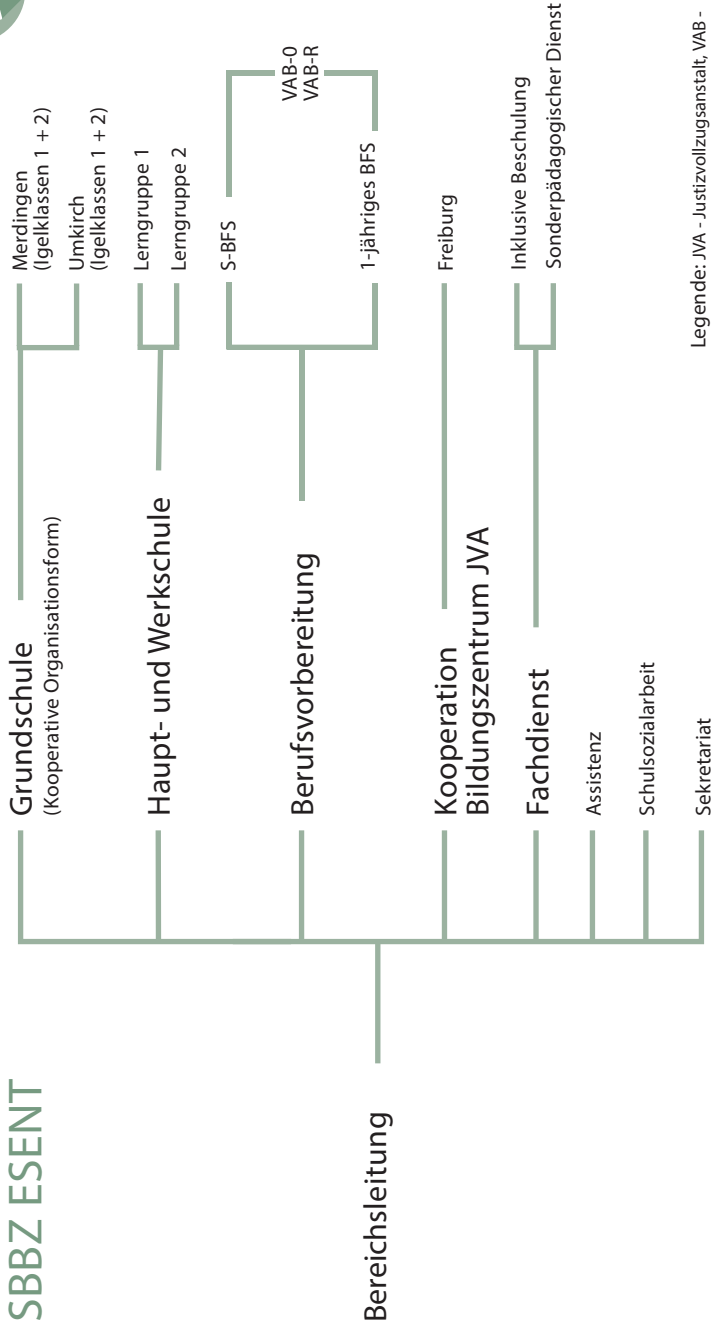 SBBZ ESENT
Bereichsleitung
Grundschule
(Kooperative Organisationsform)
Merdingen
(Igelklassen 1 + 2)
Umkirch
(Igelklassen 1 + 2)
Haupt- und Werkschule
Lerngruppe 1
Lerngruppe 2
Berufsvorbereitung
S-BFS
VAB-0
VAB-R
1-jähriges BFS
Kooperation
Bildungszentrum JVA
Freiburg
Fachdienst
Inklusive Beschulung
Sonderpädagogischer Dienst
Assistenz
Schulsozialarbeit
Sekretariat
Legende: JVA - Justizvollzugsanstalt, VAB -